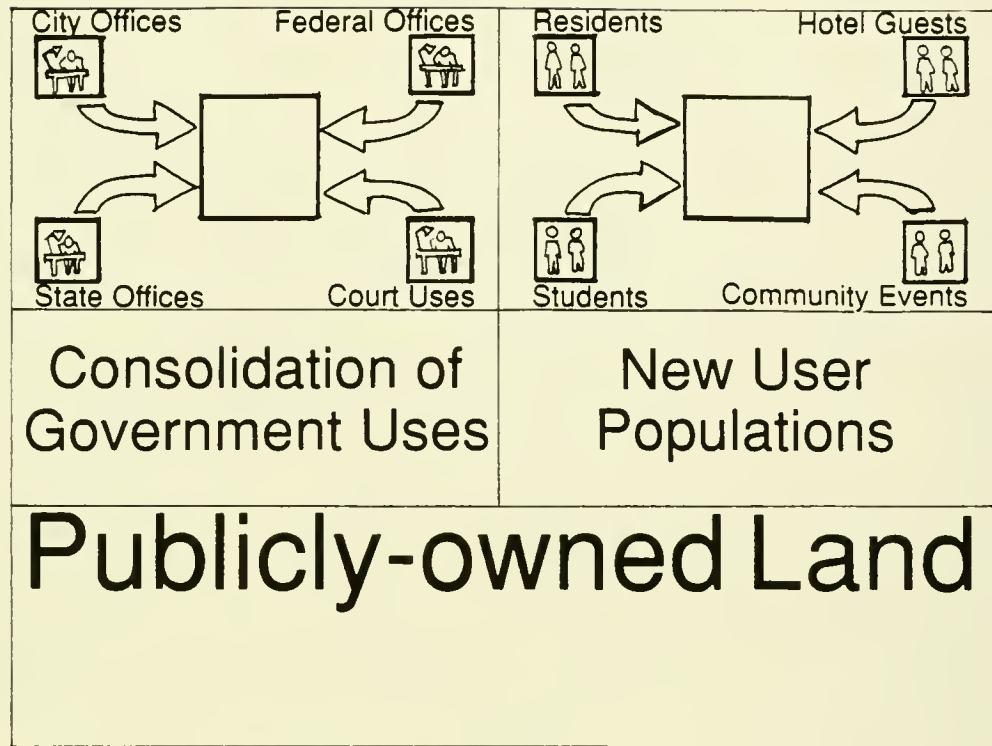 City Offices
Federal Offices
State Offices
Court Uses
Residents
Hotel Guests
Students
Community Events
Consolidation of
Government Uses
New User
Populations
Publicly-owned Land